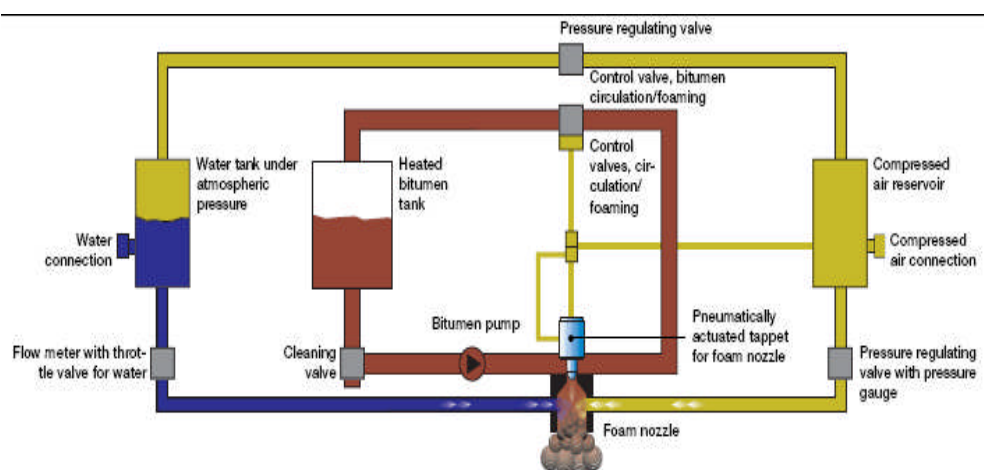 Pressure regulating valve
Control valve, bitumen
circulation/foaming
Water tank under
atmospheric
pressure
Heated
bitumen
tank
Control
valves, cir-
culation/
foaming
Compressed
air reservoir
Water
connection
Compressed
air connection
Bitumen pump
Pneumatically
actuated tappet
for foam nozzle
Flow meter with throt-
tle valve for water
Cleaning
valve
Pressure regulating
valve with pressure
gauge
Foam nozzle